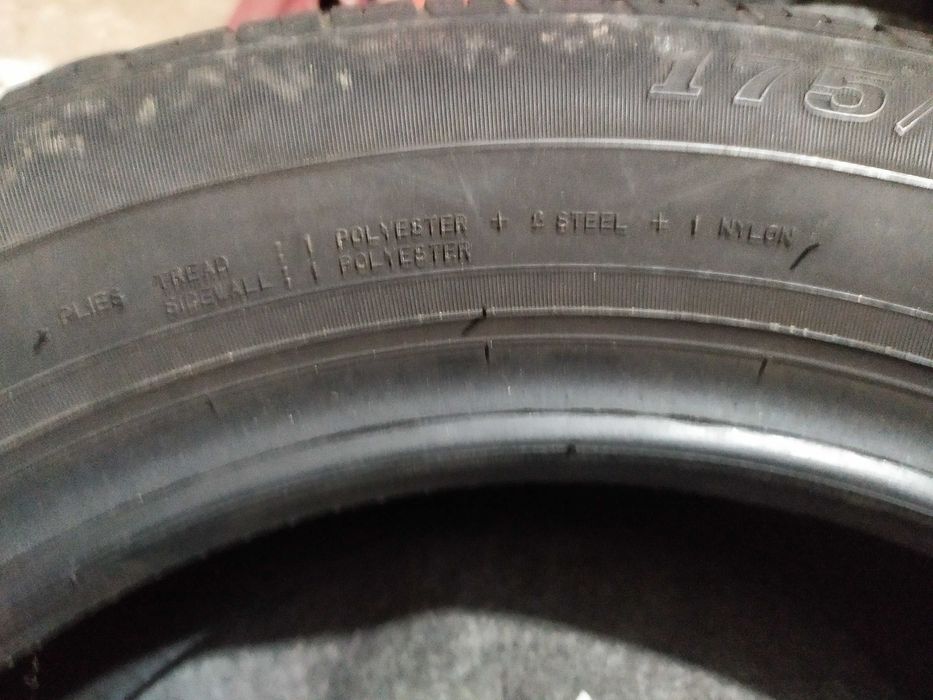 175/
PLIES TREAD : 1 POLYESTER + 2 STEEL + 1 NYLON
SIDEWALL : 1 POLYESTER